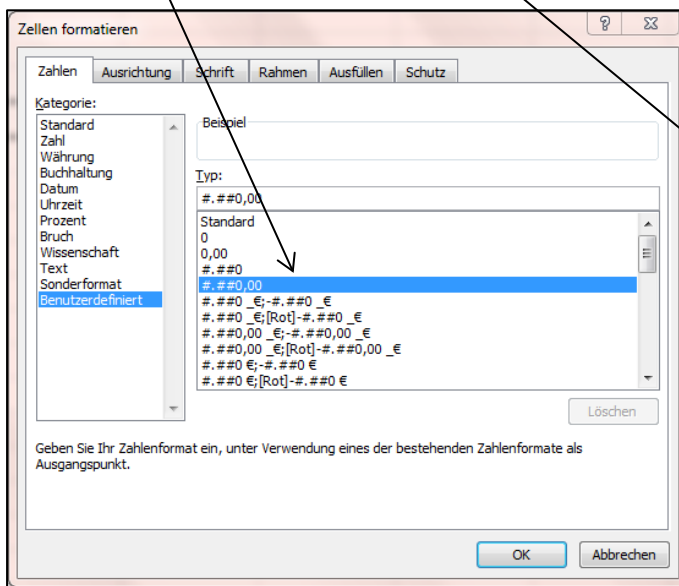 Zellen formatieren
Zahlen Ausrichtung Schrift Rahmen Ausfüllen Schutz
Kategorie:
Standard
Zahl
Währung
Buchhaltung
Datum
Uhrzeit
Prozent
Bruch
Wissenschaft
Text
Sonderformat
Benutzerdefiniert
Beispiel
Typ:
#.##0,00
Standard
0
0,00
#.##0
#.##0,00
#.##0 _€;-#.##0 _€
#.##0 _€;[Rot]-#.##0 _€
#.##0,00 _€;-#.##0,00 _€
#.##0,00 _€;[Rot]-#.##0,00 _€
#.##0 €;-#.##0 €
#.##0 €;[Rot]-#.##0 €
Löschen
Geben Sie Ihr Zahlenformat ein, unter Verwendung eines der bestehenden Zahlenformate als
Ausgangspunkt.
OK Abbrechen